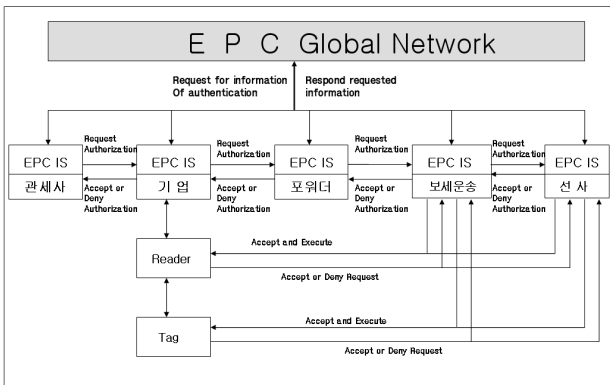 E P C Global Network
Request for information
Of authentication
Respond requested
information
Request
Authorization
Request
Authorization
Request
Authorization
Request
Authorization
EPC IS
EPC IS
EPC IS
EPC IS
EPC IS
관세사
기 업
포워더
보세운송
선 사
Accept or
Deny
Authorization
Accept or
Deny
Authorization
Accept or
Deny
Authorization
Accept or
Deny
Authorization
Accept and Execute
Reader
Accept or Deny Request
Accept and Execute
Tag
Accept or Deny Request